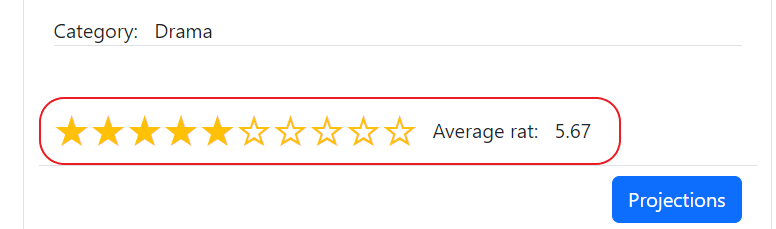 Category: Drama
Average rat: 5.67
Projections